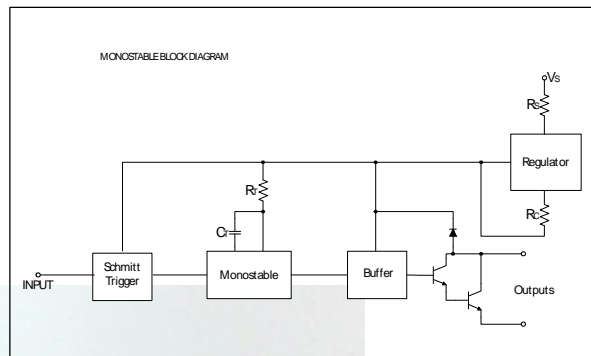 MONOSTABLE BLOCK DIAGRAM
VS
RS
Regulator
RT
RC
CT
Schmitt
Trigger
Monostable
Buffer
INPUT
Outputs